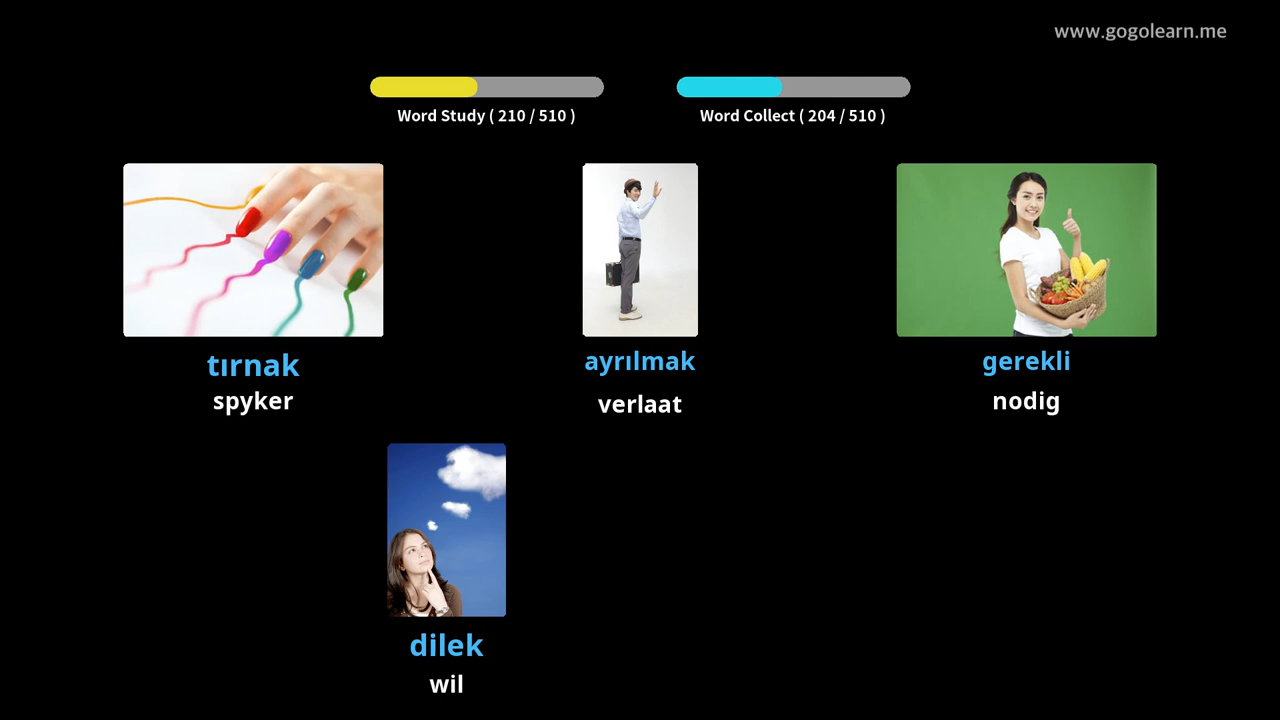 www.gogolearn.me
Word Study ( 210 / 510 )
Word Collect ( 204 / 510 )
tırnak
spyker
ayrılmak
verlaat
gerekli
nodig
dilek
wil